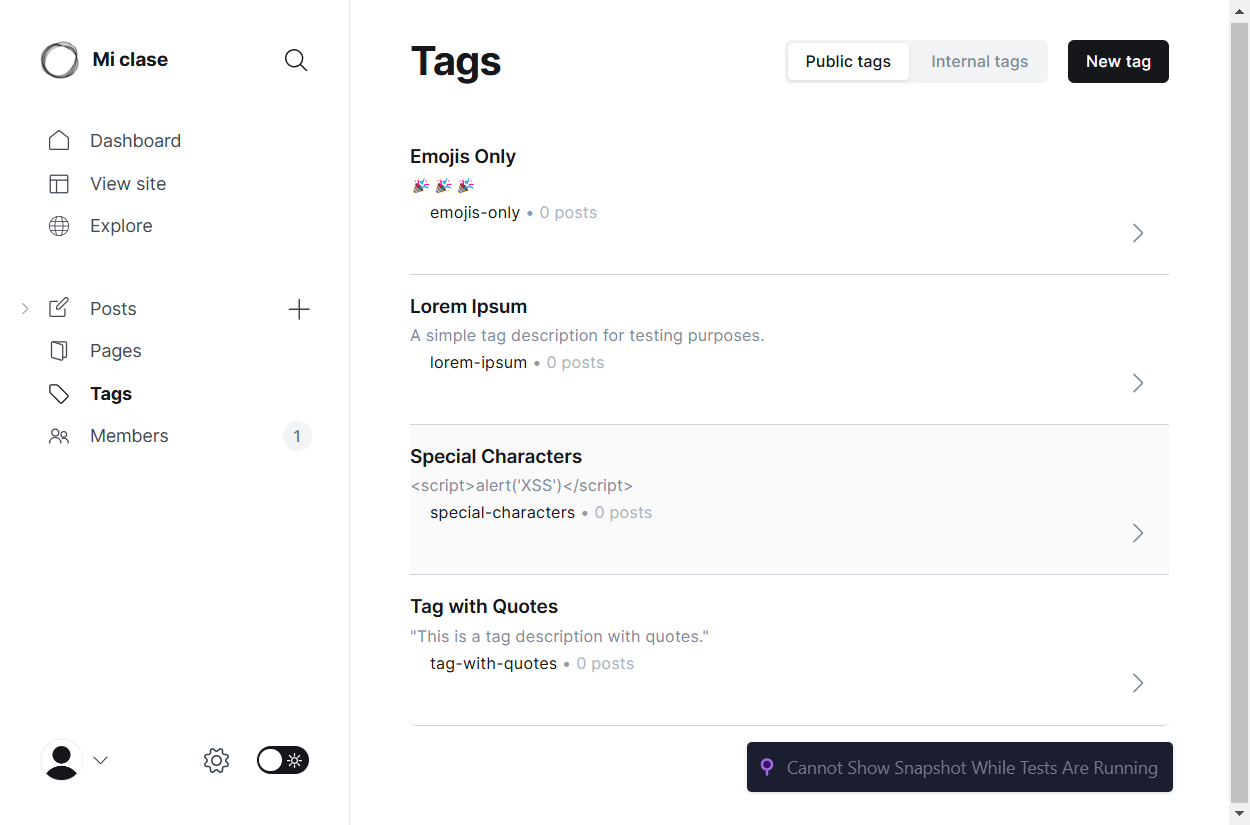 Mi clase
Dashboard
View site
Explore
Posts
Pages
Tags
Members
1
Tags
Public tags
Internal tags
New tag
Emojis Only
🎉 🎉 🎉
emojis-only • 0 posts
Lorem Ipsum
A simple tag description for testing purposes.
lorem-ipsum • 0 posts
Special Characters
<script>alert('XSS')</script>
special-characters • 0 posts
Tag with Quotes
"This is a tag description with quotes."
tag-with-quotes • 0 posts
Cannot Show Snapshot While Tests Are Running